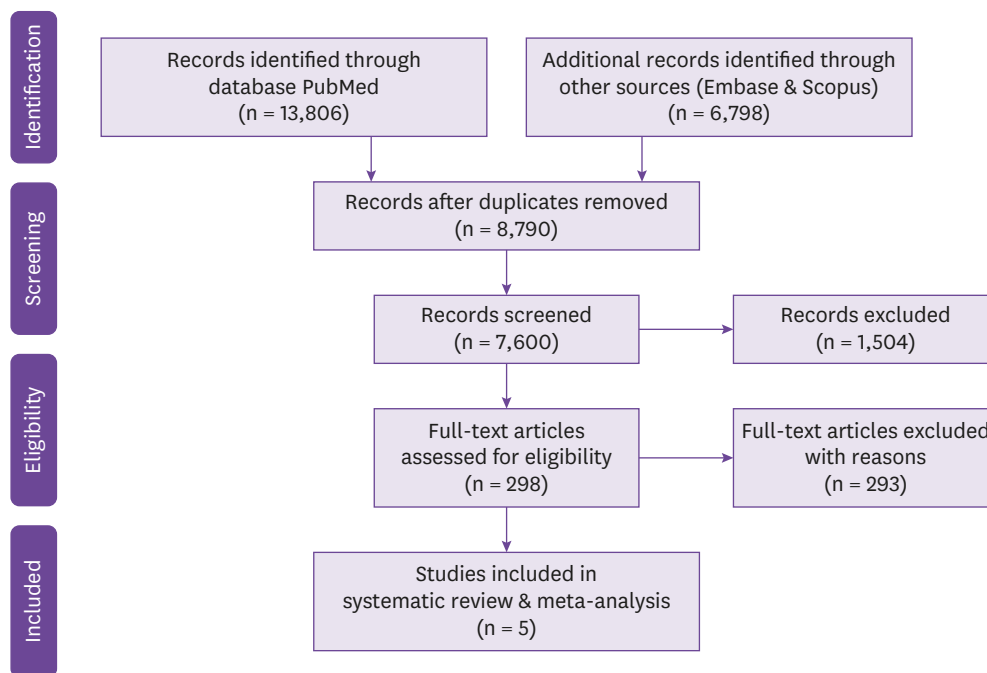 Identification
Records identified through
database PubMed
(n = 13,806)
Additional records identified through
other sources (Embase & Scopus)
(n = 6,798)
Screening
Records after duplicates removed
(n = 8,790)
Records screened
(n = 7,600)
Records excluded
(n = 1,504)
Eligibility
Full-text articles
assessed for eligibility
(n = 298)
Full-text articles excluded
with reasons
(n = 293)
Included
Studies included in
systematic review & meta-analysis
(n = 5)